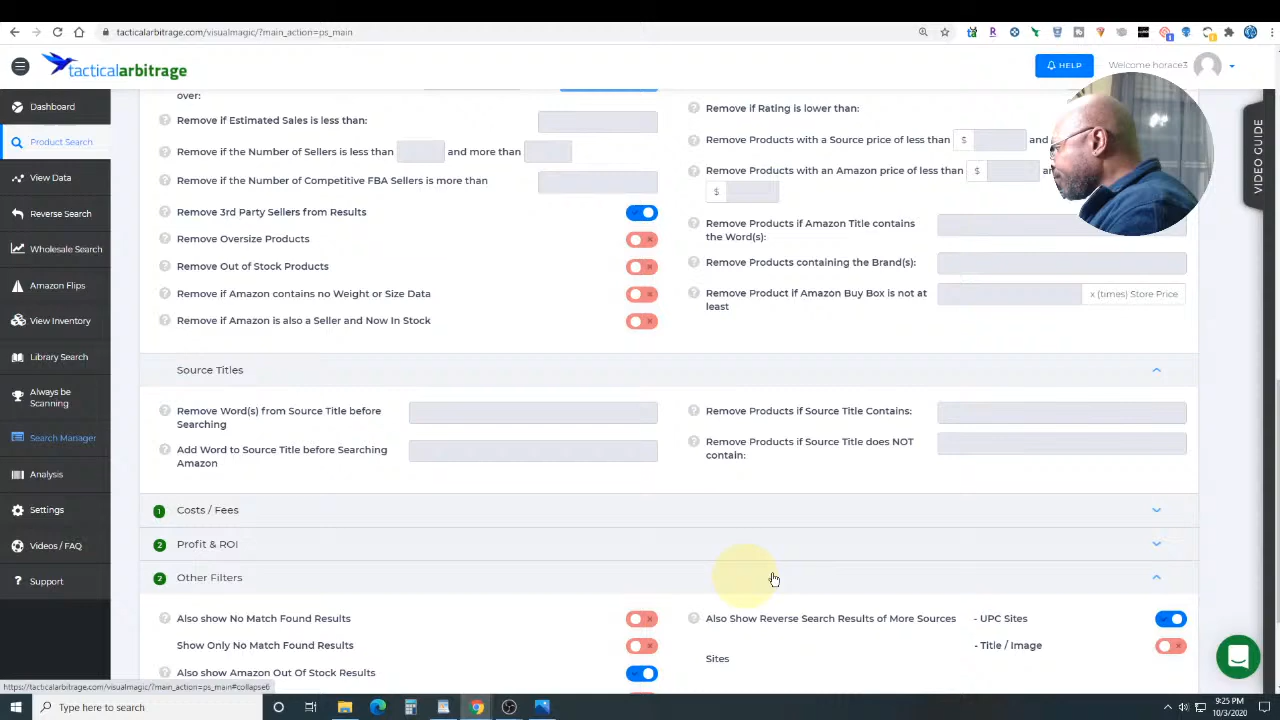 tacticalarbitrage.com/visualmagic/?main_action=ps_main
tacticalarbitrage
HELP
Welcome horace3
Dashboard
Product Search
View Data
Reverse Search
Wholesale Search
Amazon Flips
View Inventory
Library Search
Always be
Scanning
Search Manager
Analysis
Settings
Videos / FAQ
Support
over:
Remove if Estimated Sales is less than:
Remove if the Number of Sellers is less than and more than
Remove if the Number of Competitive FBA Sellers is more than
Remove 3rd Party Sellers from Results
Remove Oversize Products
Remove Out of Stock Products
Remove if Amazon contains no Weight or Size Data
Remove if Amazon is also a Seller and Now In Stock
Remove if Rating is lower than:
Remove Products with a Source price of less than $ and
Remove Products with an Amazon price of less than $
$
Remove Products if Amazon Title contains
the Word(s):
Remove Products containing the Brand(s):
Remove Product if Amazon Buy Box is not at
least
x (times) Store Price
VIDEO GUIDE
Source Titles
Remove Word(s) from Source Title before
Searching
Add Word to Source Title before Searching
Amazon
Remove Products if Source Title Contains:
Remove Products if Source Title does NOT
contain:
1 Costs / Fees
2 Profit & ROI
2 Other Filters
Also show No Match Found Results
Show Only No Match Found Results
Also show Amazon Out Of Stock Results
Also Show Reverse Search Results of More Sources - UPC Sites
- Title / Image
Sites
https://tacticalarbitrage.com/visualmagic/?main_action=ps_main#collapse6
Type here to search
9:25 PM
10/3/2020